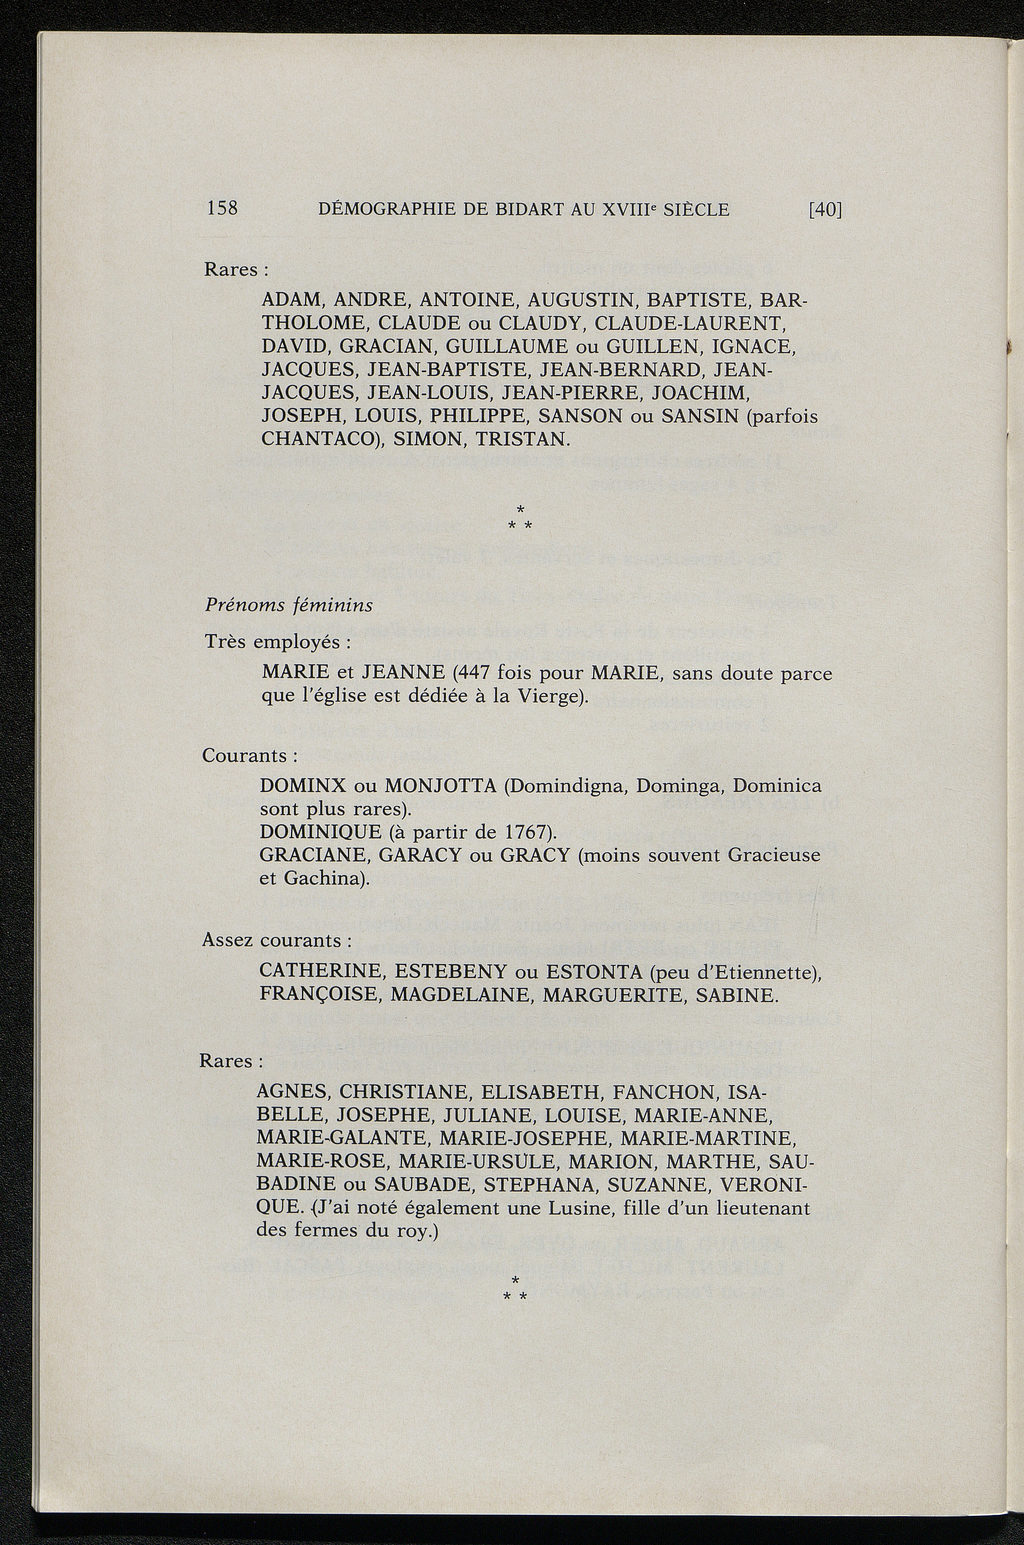 158 DÉMOGRAPHIE DE BIDART AU XVIIIe SIÈCLE [40]
Rares :
ADAM, ANDRE, ANTOINE, AUGUSTIN, BAPTISTE, BAR-
THOLOME, CLAUDE ou CLAUDY, CLAUDE-LAURENT,
DAVID, GRACIAN, GUILLAUME ou GUILLEN, IGNACE,
JACQUES, JEAN-BAPTISTE, JEAN-BERNARD, JEAN-
JACQUES, JEAN-LOUIS, JEAN-PIERRE, JOACHIM,
JOSEPH, LOUIS, PHILIPPE, SANSON ou SANSIN (parfois
CHANTACO), SIMON, TRISTAN.
*
* *
Prénoms féminins
Très employés :
MARIE et JEANNE (447 fois pour MARIE, sans doute parce
que l'église est dédiée à la Vierge).
Courants :
DOMINX ou MONJOTTA (Domindigna, Dominga, Dominica
sont plus rares).
DOMINIQUE (à partir de 1767).
GRACIANE, GARACY ou GRACY (moins souvent Gracieuse
et Gachina).
Assez courants :
CATHERINE, ESTEBENY ou ESTONTA (peu d'Etiennette),
FRANÇOISE, MAGDELAINE, MARGUERITE, SABINE.
Rares :
AGNES, CHRISTIANE, ELISABETH, FANCHON, ISA-
BELLE, JOSEPHE, JULIANE, LOUISE, MARIE-ANNE,
MARIE-GALANTE, MARIE-JOSEPHE, MARIE-MARTINE,
MARIE-ROSE, MARIE-URSULE, MARION, MARTHE, SAU-
BADINE ou SAUBADE, STEPHANA, SUZANNE, VERONI-
QUE. (J'ai noté également une Lusine, fille d'un lieutenant
des fermes du roy.)
*
* *